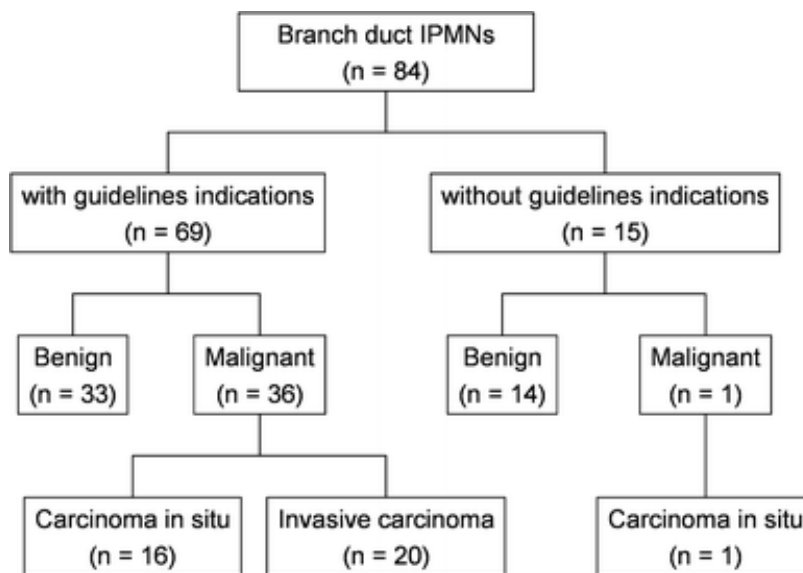 Branch duct IPMNs
(n = 84)
with guidelines indications
(n = 69)
without guidelines indications
(n = 15)
Benign
(n = 33)
Malignant
(n = 36)
Benign
(n = 14)
Malignant
(n = 1)
Carcinoma in situ
(n = 16)
Invasive carcinoma
(n = 20)
Carcinoma in situ
(n = 1)